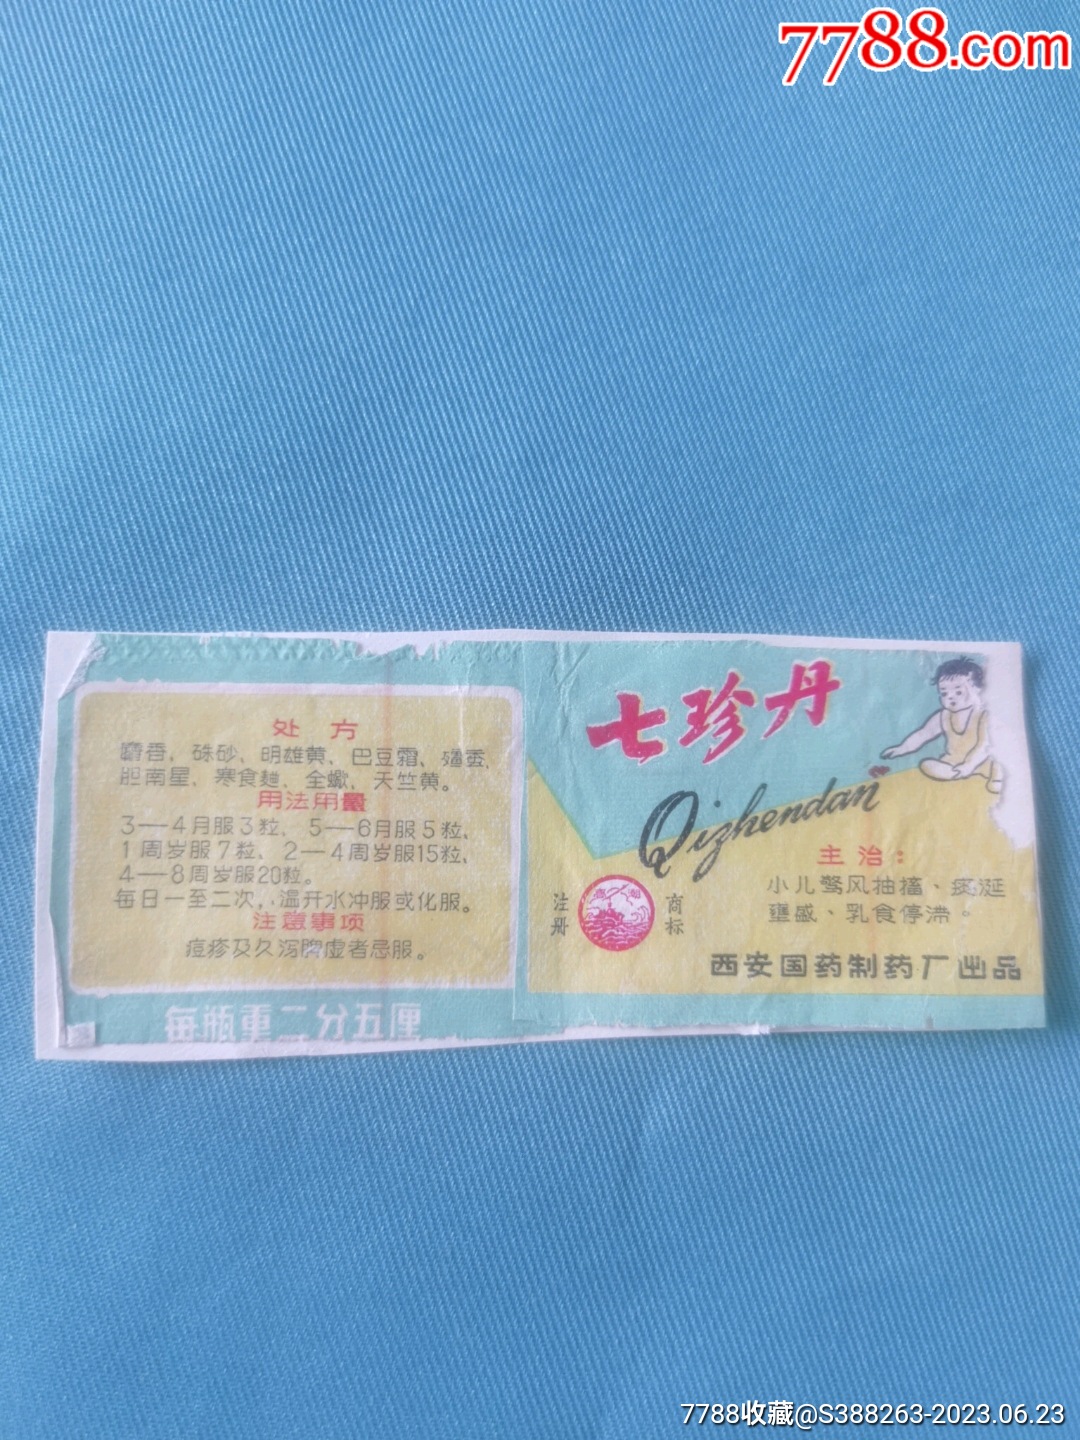 7788.com
处 方
麝香、硃砂、明雄黄、巴豆霜、殭蚕、
胆南星、寒食麯、全蠍、天竺黄。
用法用量
3—4月服3粒、5—6月服5粒、
1周岁服7粒、2—4周岁服15粒、
4—8周岁服20粒。
每日一至二次，温开水冲服或化服。
注意事项
痘疹及久泻脾虚者忌服。
每瓶重二分五厘
七珍丹
Qizhendan
主治：
小儿驚风抽搐、痰涎
壅盛、乳食停滞。
注册
商标
西安国药制药厂出品
7788收藏@S388263-2023.06.23